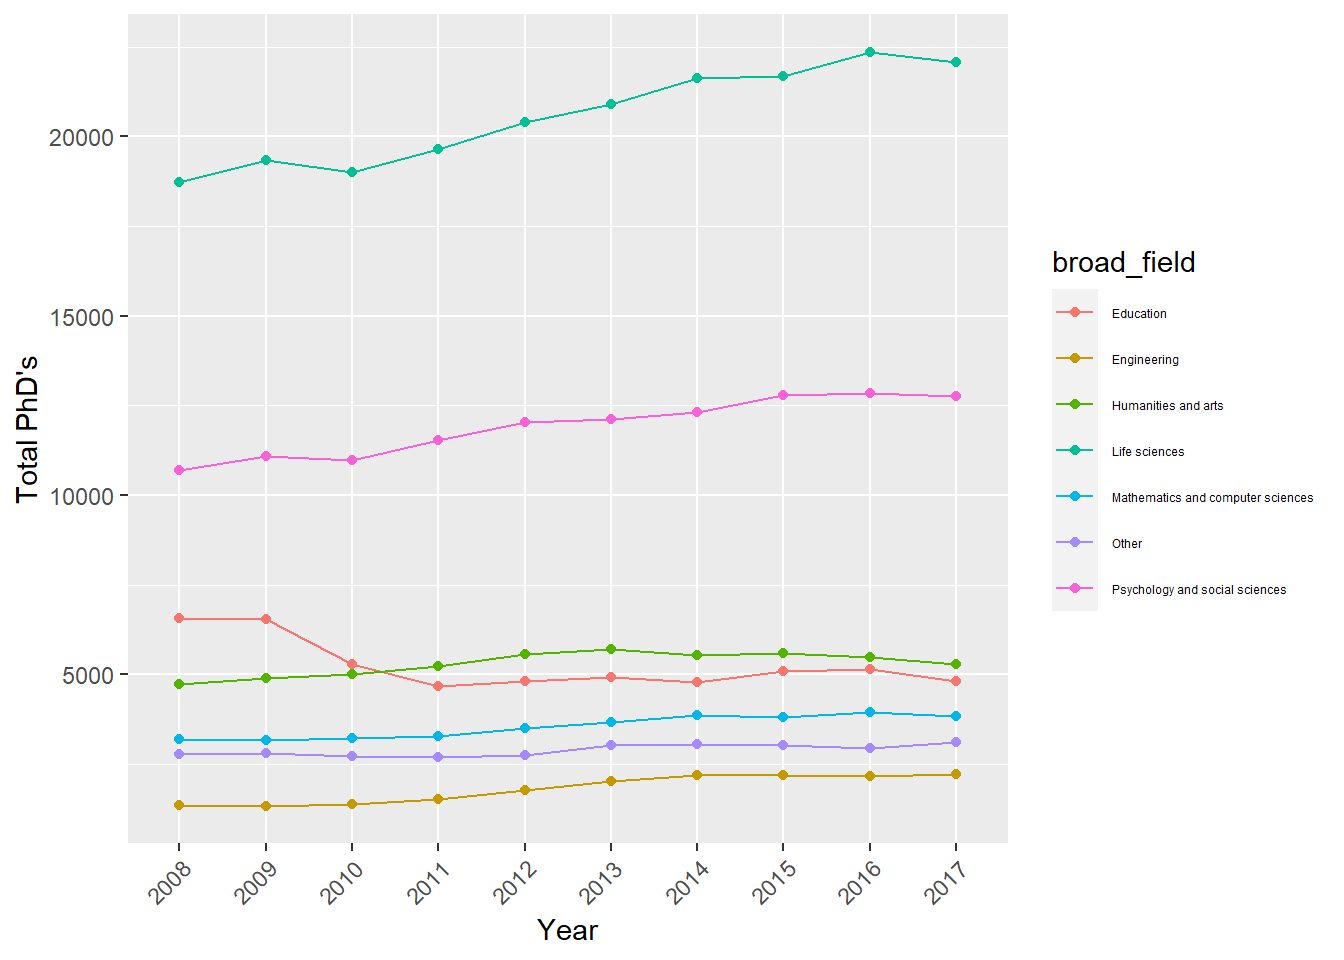 20000
15000
10000
5000
Total PhD's
2008
2009
2010
2011
2012
2013
2014
2015
2016
2017
Year
broad_field
Education
Engineering
Humanities and arts
Life sciences
Mathematics and computer sciences
Other
Psychology and social sciences